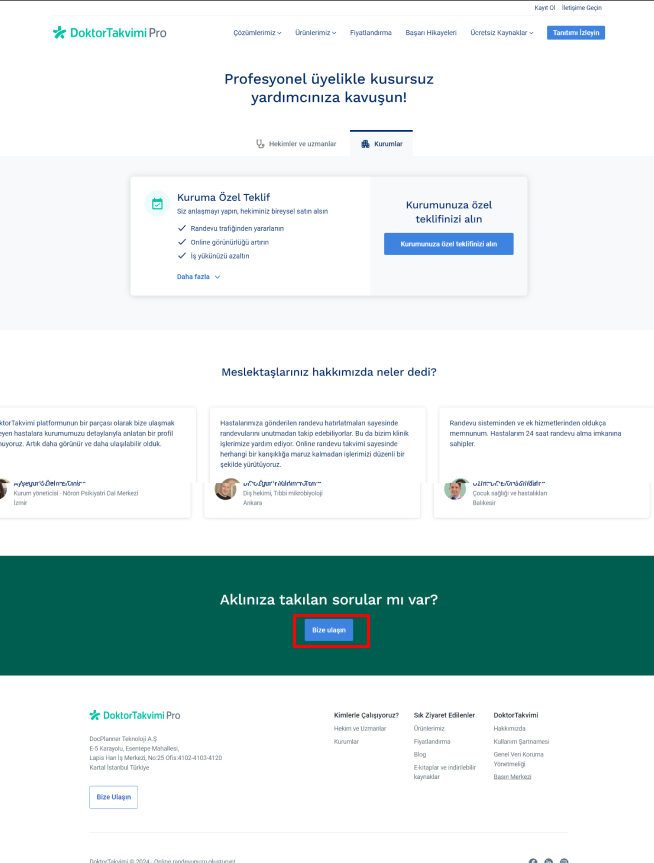 Kayıt Ol İletişime Geçin
DoktorTakvimi Pro
Çözümlerimiz Ürünlerimiz Fiyatlandırma Başarı Hikayeleri Ücretsiz Kaynaklar Tanıtımı İzleyin
Profesyonel üyelikle kusursuz
yardımcınıza kavuşun!
Hekimler ve uzmanlar Kurumlar
Kuruma Özel Teklif
Siz anlaşmayı yapın, hekiminiz bireysel satın alsın
Randevu trafiğinden yararlanın
Online görünürlüğü artırın
İş yükünüzü azaltın
Daha fazla
Kurumunuza özel
teklifinizi alın
Kurumunuza özel teklifinizi alın
Meslektaşlarınız hakkımızda neler dedi?
ktorTakvimi platformunun bir parçası olarak bize ulaşmak
eyen hastalara kurumumuzu detaylarıyla anlatan bir profil
nuyoruz. Artık daha görünür ve daha ulaşılabilir olduk.
Kurum yöneticisi - Nöron Psikiyatri Dal Merkezi
İzmir
Hastalarımıza gönderilen randevu hatırlatmaları sayesinde
randevularını unutmadan takip edebiliyorlar. Bu da bizim klinik
işlerimize yardım ediyor. Online randevu takvimi sayesinde
herhangi bir karışıklığa maruz kalmadan işlerimizi düzenli bir
şekilde yürütüyoruz.
Diş hekimi, Tıbbi mikrobiyoloji
Ankara
Randevu sisteminden ve ek hizmetlerinden oldukça
memnunum. Hastalarım 24 saat randevu alma imkanına
sahipler.
Çocuk sağlığı ve hastalıkları
Balıkesir
Aklınıza takılan sorular mı var?
Bize ulaşın
DoktorTakvimi Pro
DocPlanner Teknoloji A.Ş.
E-5 Karayolu, Esentepe Mahallesi,
Lapis Han İş Merkezi, No:25 Ofis:4102-4103-4120
Kartal İstanbul Türkiye
Bize Ulaşın
Kimlerle Çalışıyoruz?
Hekim ve Uzmanlar
Kurumlar
Sık Ziyaret Edilenler
Ürünlerimiz
Fiyatlandırma
Blog
E-kitaplar ve indirilebilir
kaynaklar
DoktorTakvimi
Hakkımızda
Kullanım Şartnamesi
Genel Veri Koruma
Yönetmeliği
Basın Merkezi
DoktorTakvimi © 2024 - Online randevunuzu oluşturun!